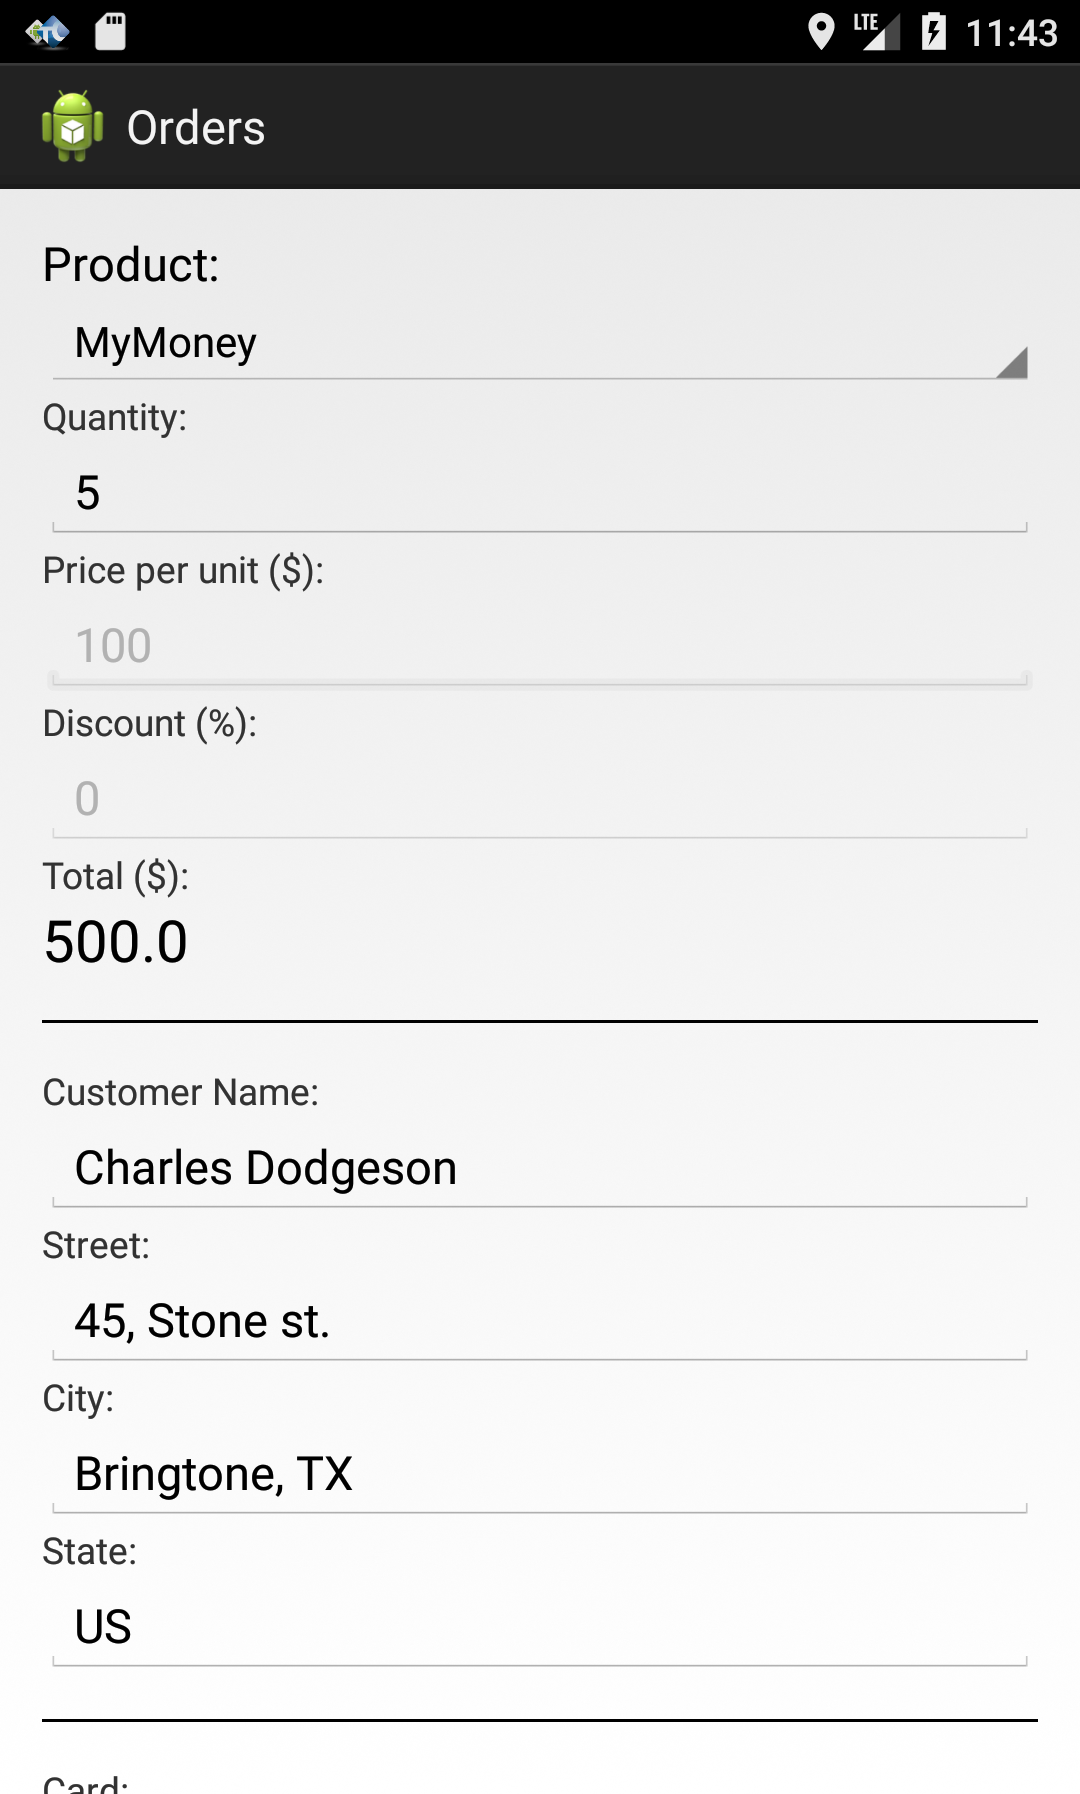 LTE 11:43
Orders
Product:
MyMoney
Quantity:
5
Price per unit ($):
100
Discount (%):
0
Total ($):
500.0
Customer Name:
Charles Dodgeson
Street:
45, Stone st.
City:
Bringtone, TX
State:
US
Card: